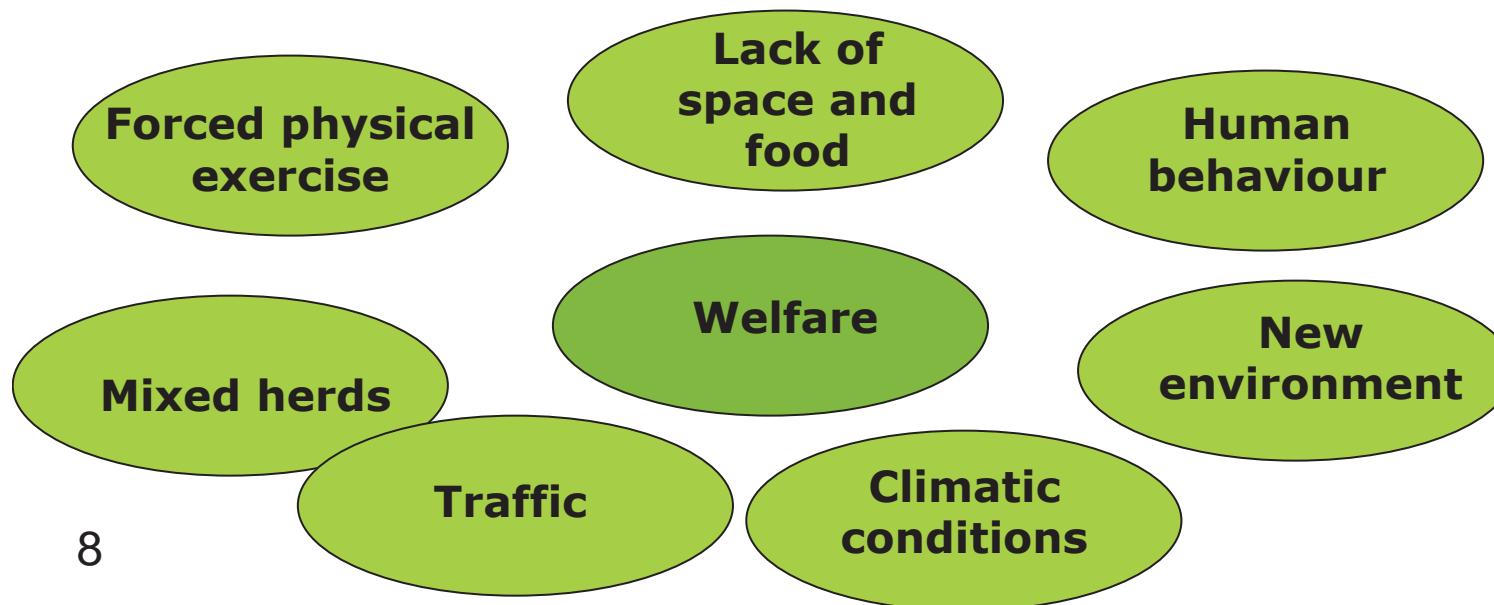 Forced physical
exercise
Lack of
space and
food
Human
behaviour
Welfare
New
environment
Mixed herds
Traffic
Climatic
conditions
8